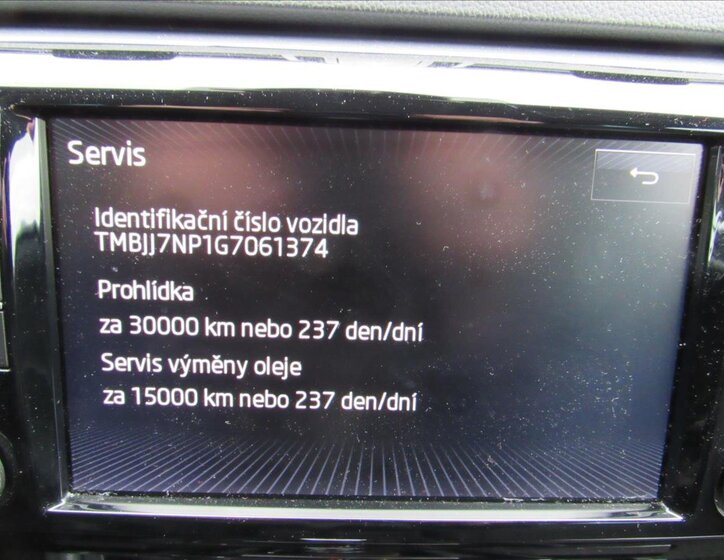 Servis
Identifikační číslo vozidla
TMBJJ7NP1G7061374
Prohlídka
za 30000 km nebo 237 den/dní
Servis výměny oleje
za 15000 km nebo 237 den/dní